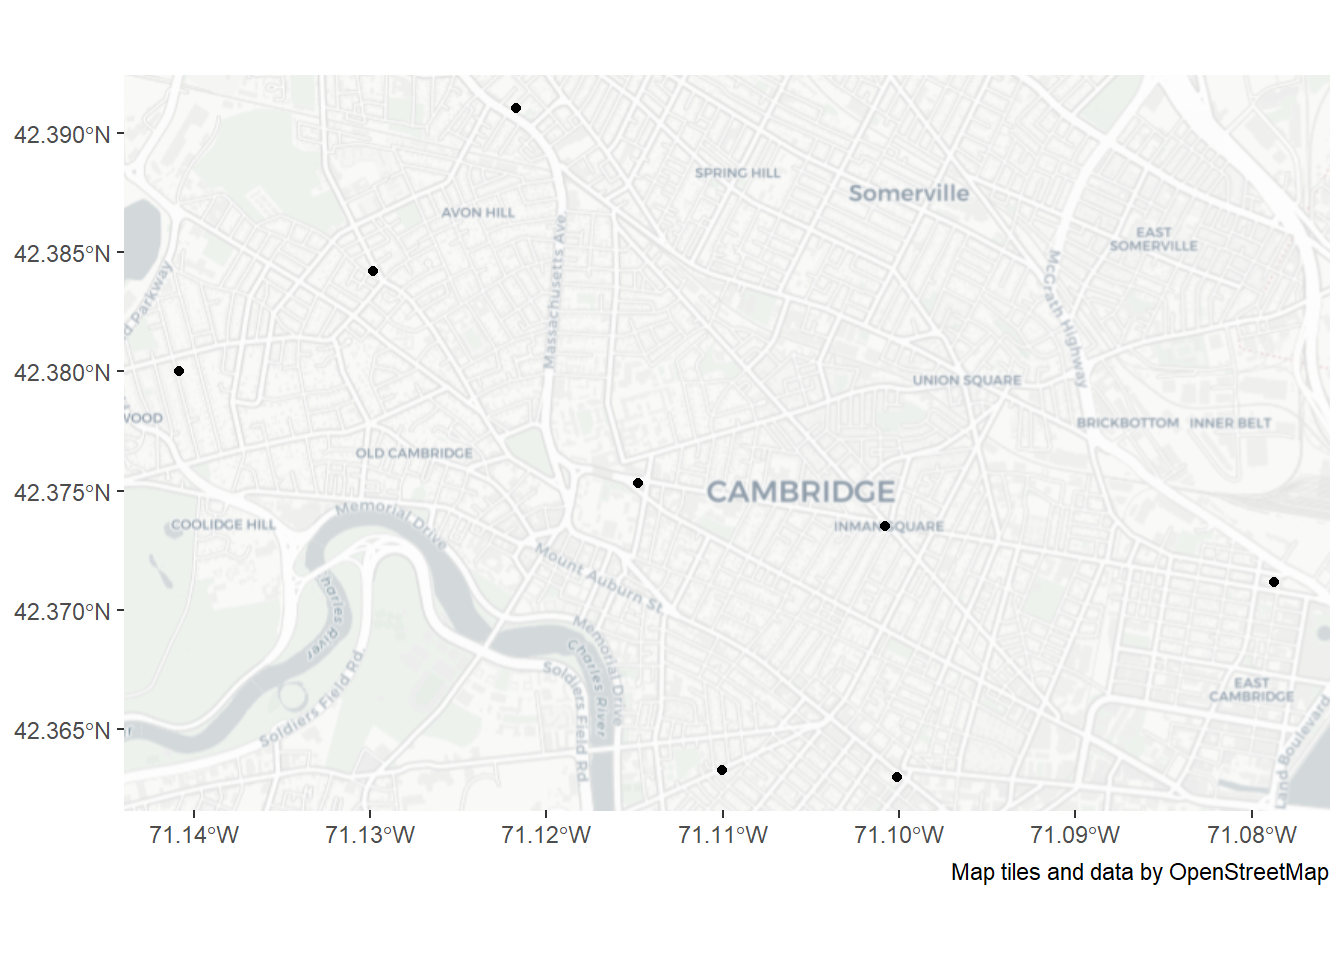 42.390°N
SPRING HILL
Somerville
AVON HILL
EAST
SOMERVILLE
42.385°N
Massachusetts Ave
McGrath Highway
d Parkway
42.380°N
UNION SQUARE
WOOD
BRICKBOTTOM
INNER BELT
OLD CAMBRIDGE
42.375°N
CAMBRIDGE
COOLIDGE HILL
Memorial Drive
INMAN SQUARE
Mount Auburn St
42.370°N
harles River
Memorial Drive
Charles River
Soldiers Field Rd
Soldiers Field Rd.
EAST
CAMBRIDGE
42.365°N
Land Boulevard
71.14°W
71.13°W
71.12°W
71.11°W
71.10°W
71.09°W
71.08°W
Map tiles and data by OpenStreetMap